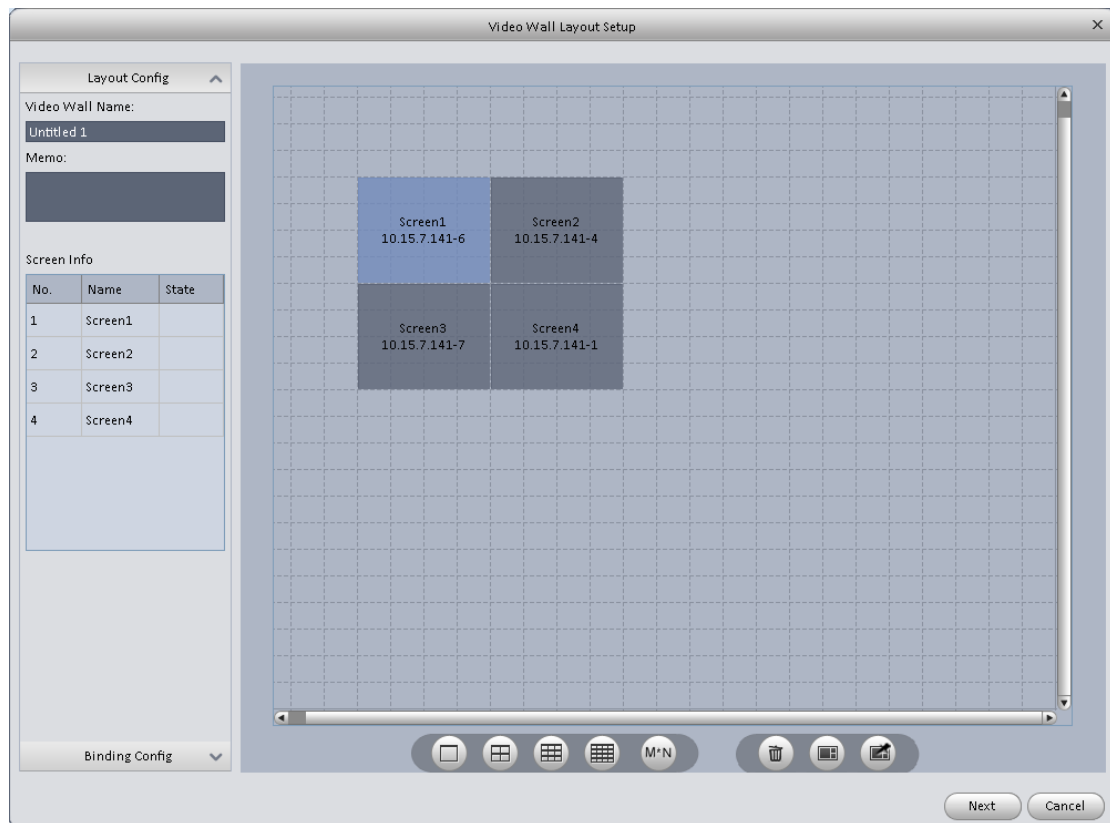 Video Wall Layout Setup
Layout Config
Video Wall Name:
Untitled 1
Memo:
Screen Info
No. Name State
1 Screen1
2 Screen2
3 Screen3
4 Screen4
Binding Config
Screen1
10.15.7.141-6
Screen2
10.15.7.141-4
Screen3
10.15.7.141-7
Screen4
10.15.7.141-1
M*N
Next
Cancel